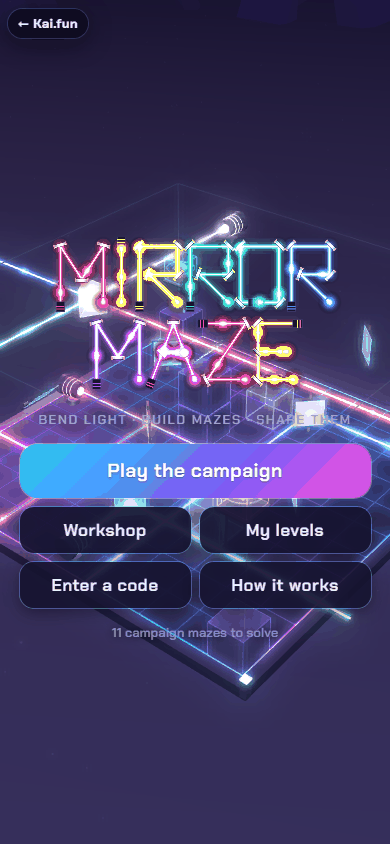 ← Kai.fun
MIRROR
MAZE
BEND LIGHT · BUILD MAZES · SHARE THEM
Play the campaign
Workshop
My levels
Enter a code
How it works
11 campaign mazes to solve